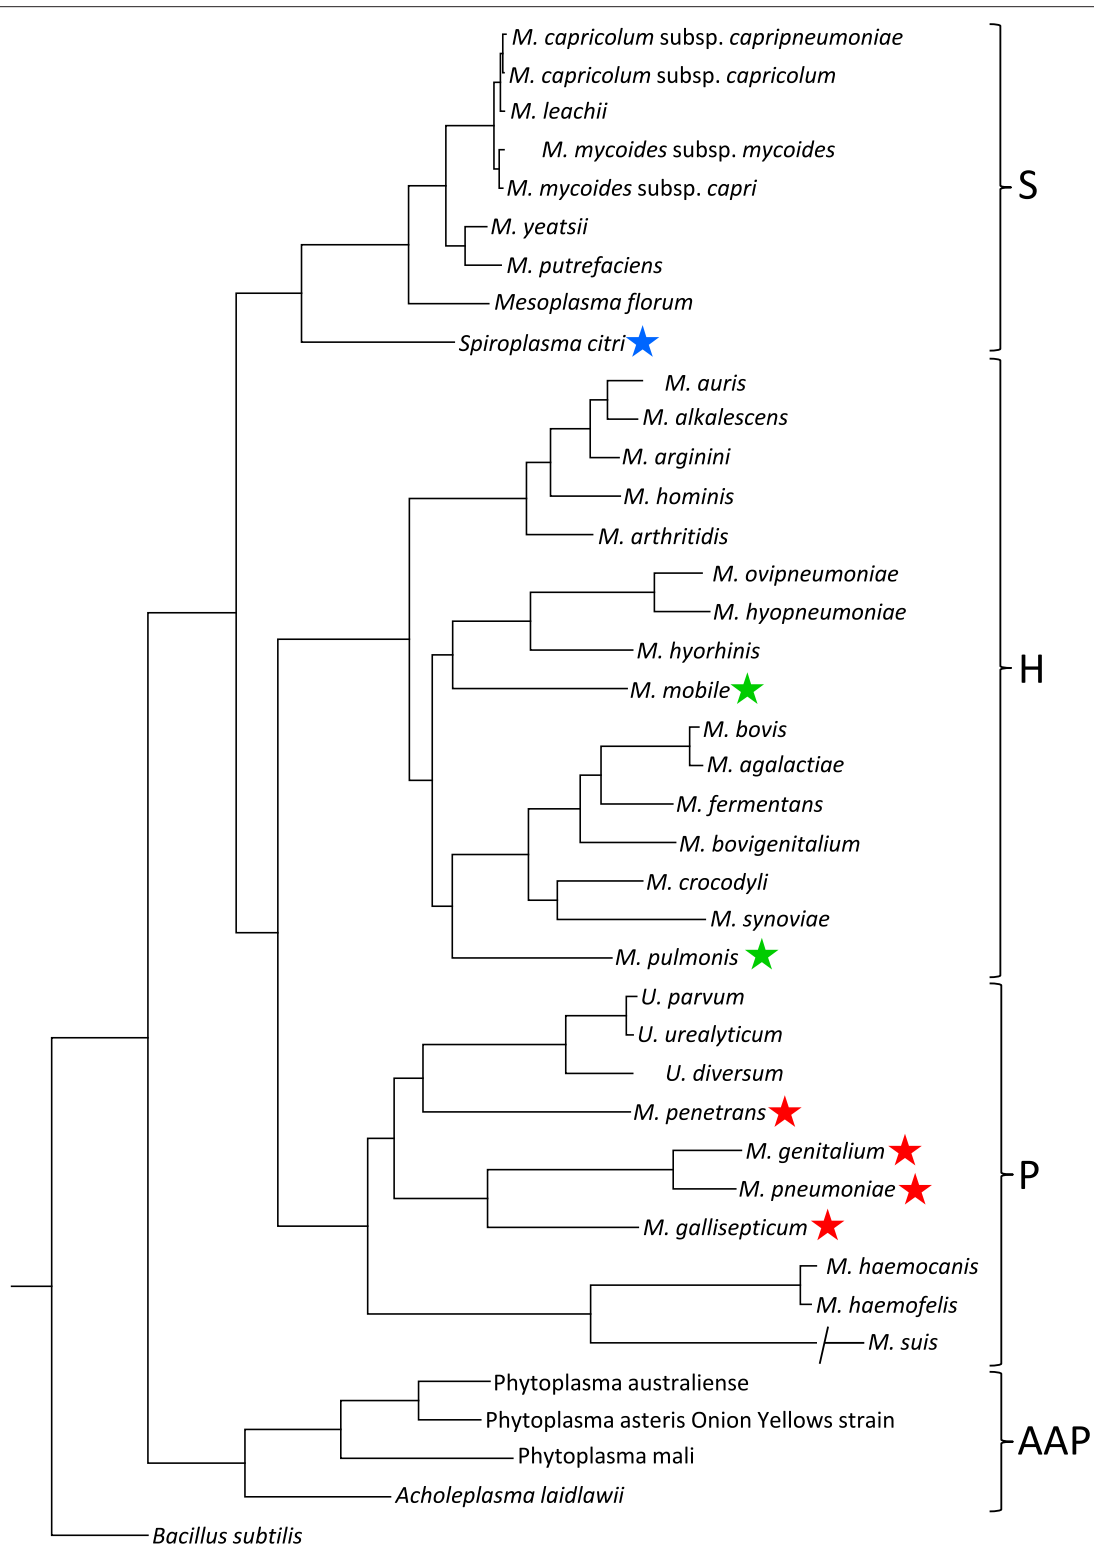 M. capricolum subsp. capripneumoniae
M. capricolum subsp. capricolum
M. leachii
M. mycoides subsp. mycoides
M. mycoides subsp. capri
S
M. yeatsii
M. putrefaciens
Mesoplasma florum
Spiroplasma citri
M. auris
M. alkalescens
M. arginini
M. hominis
M. arthritidis
M. ovipneumoniae
M. hyopneumoniae
M. hyorhinis
H
M. mobile
M. bovis
M. agalactiae
M. fermentans
M. bovigenitalium
M. crocodyli
M. synoviae
M. pulmonis
U. parvum
U. urealyticum
U. diversum
M. penetrans
M. genitalium
P
M. pneumoniae
M. gallisepticum
M. haemocanis
M. haemofelis
M. suis
Phytoplasma australiense
Phytoplasma asteris Onion Yellows strain
AAP
Phytoplasma mali
Acholeplasma laidlawii
Bacillus subtilis